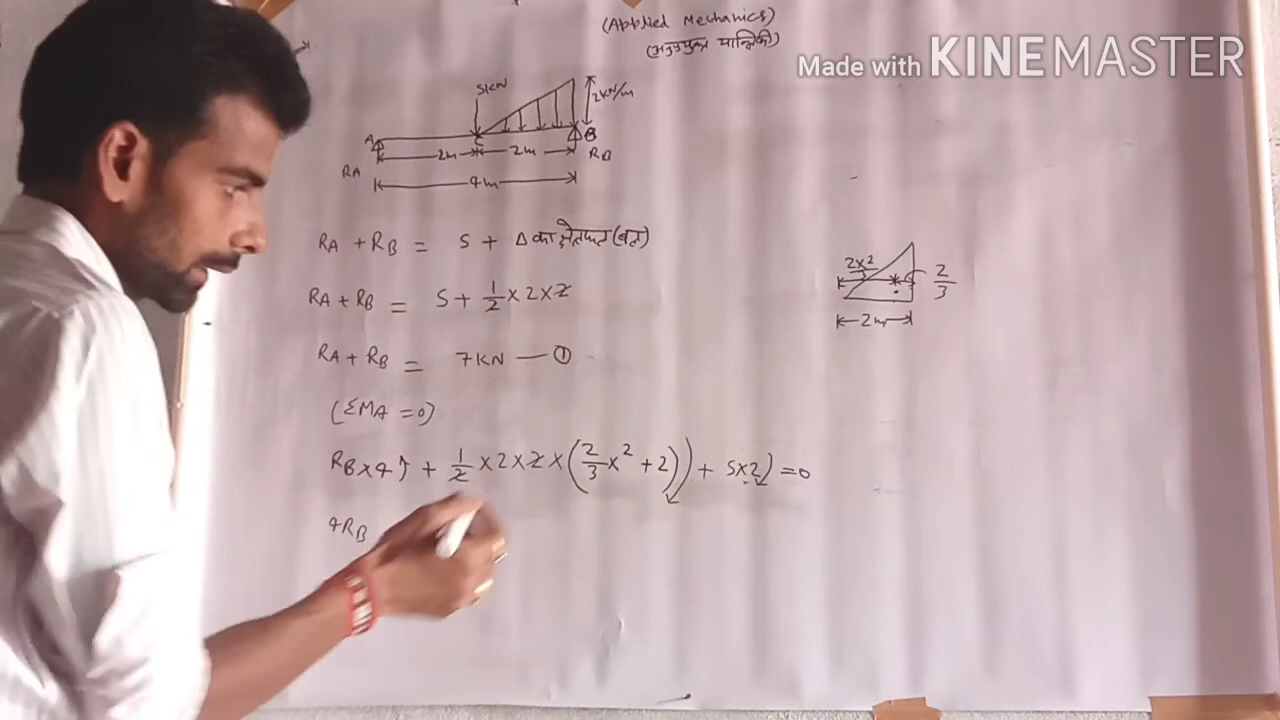 (Applied Mechanics)
(अनुप्रयुक्त यान्त्रिकी)
Made with KINEMASTER
5KN
2KN/m
A
C
B
2m
2m
RA
RB
4m
RA + RB = 5 + Δ का क्षेत्रफल (बल)
RA + RB = 5 + 1/2 × 2 × 2
RA + RB = 7KN — ①
(ΣMA = 0)
RB × 4 + 1/2 × 2 × 2 × (2/3 × 2 + 2) + 5×2 = 0
4RB
2×2/3
2/3
2m